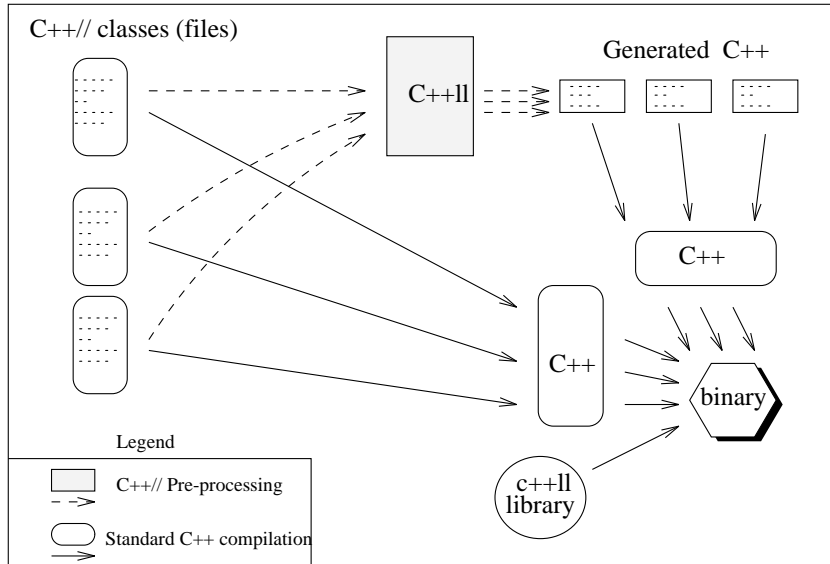 C++// classes (files)
C++ll
Generated C++
C++
C++
binary
c++ll
library
Legend
C++// Pre-processing
Standard C++ compilation